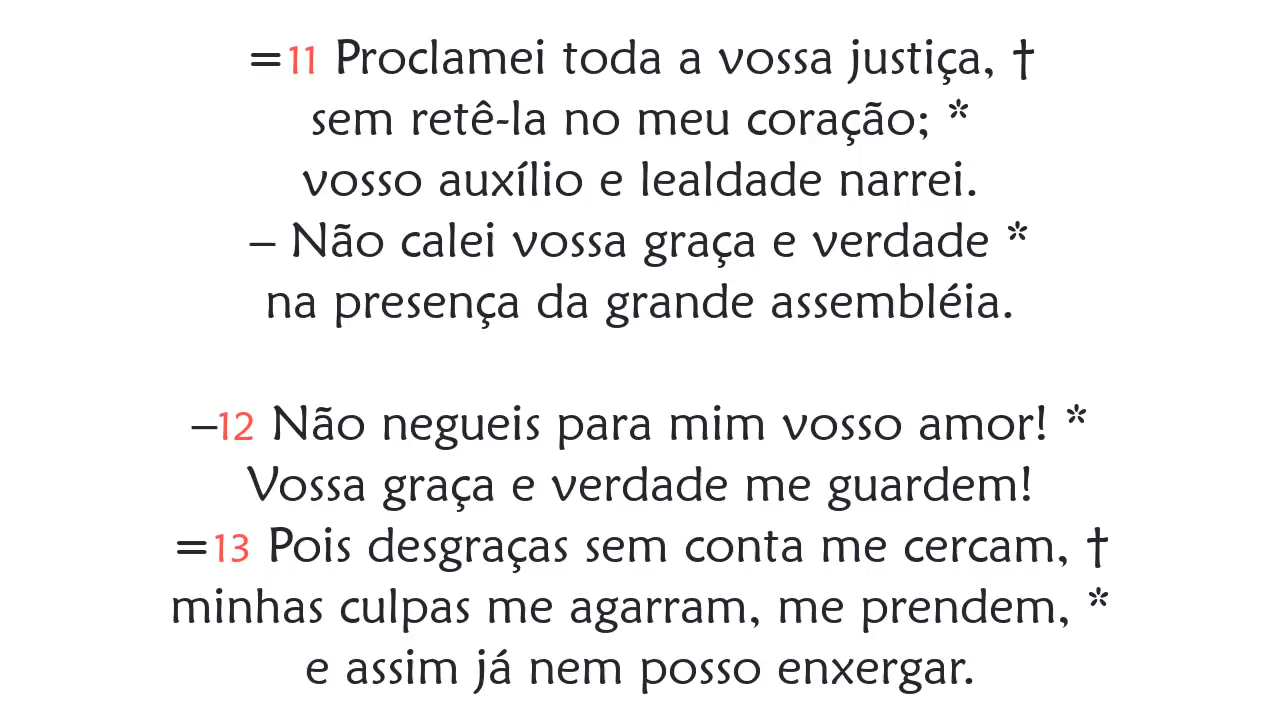 =11 Proclamei toda a vossa justiça, †
sem retê-la no meu coração; *
vosso auxílio e lealdade narrei.
– Não calei vossa graça e verdade *
na presença da grande assembléia.
–12 Não negueis para mim vosso amor! *
Vossa graça e verdade me guardem!
=13 Pois desgraças sem conta me cercam, †
minhas culpas me agarram, me prendem, *
e assim já nem posso enxergar.